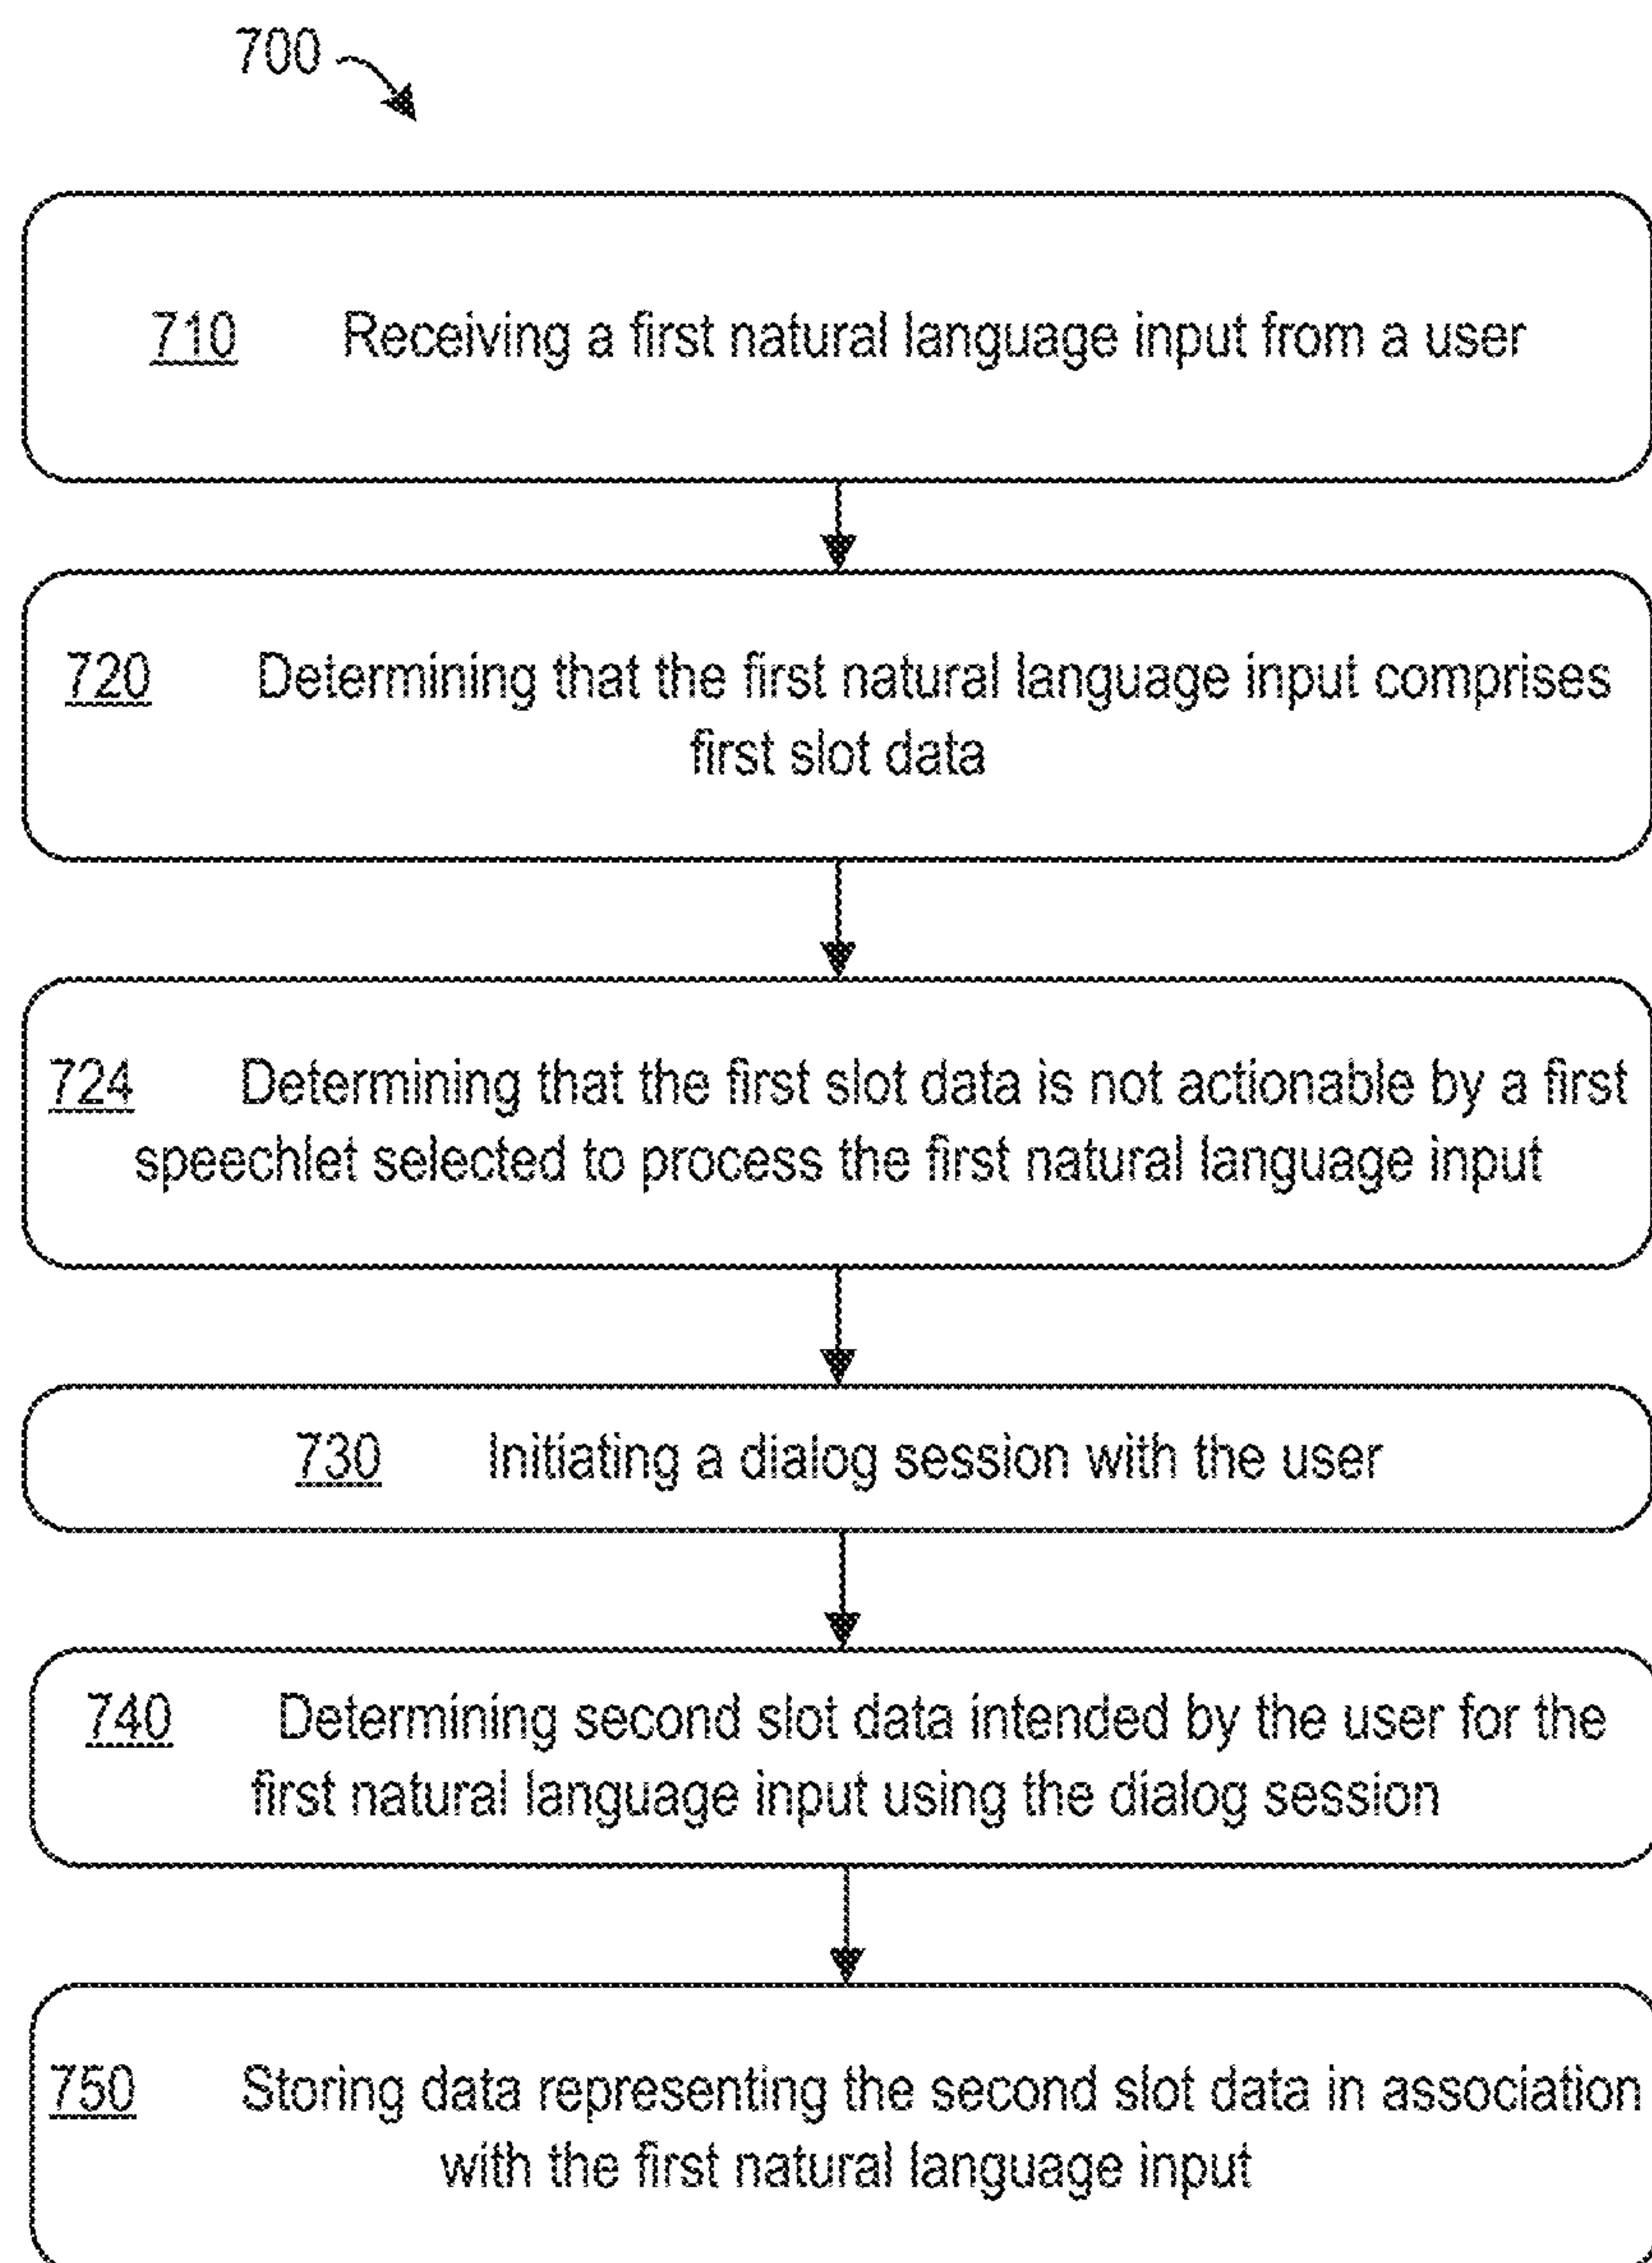 700
710 Receiving a first natural language input from a user
720 Determining that the first natural language input comprises
first slot data
724 Determining that the first slot data is not actionable by a first
speechlet selected to process the first natural language input
730 Initiating a dialog session with the user
740 Determining second slot data intended by the user for the
first natural language input using the dialog session
750 Storing data representing the second slot data in association
with the first natural language input